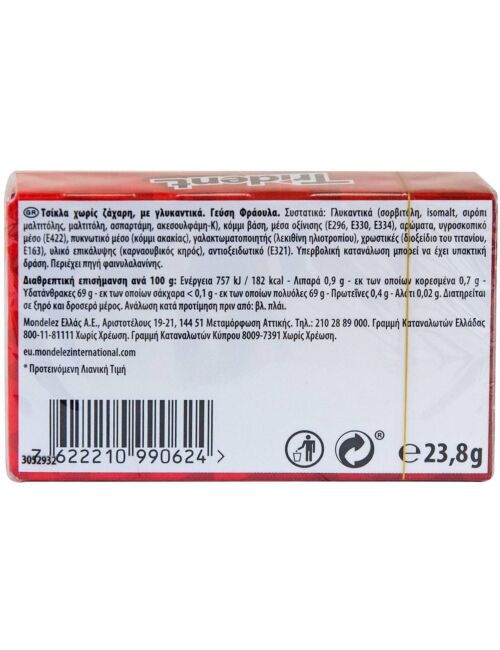 Trident
GR Τσίκλα χωρίς ζάχαρη, με γλυκαντικά. Γεύση Φράουλα. Συστατικά: Γλυκαντικά (σορβιτόλη, isomalt, σιρόπι
μαλτιτόλης, μαλτιτόλη, ασπαρτάμη, ακεσουλφάμη-Κ), κόμμι βάση, μέσα οξίνισης (E296, E330, E334), αρώματα, υγροσκοπικό
μέσο (E422), πυκνωτικό μέσο (κόμμι ακακίας), γαλακτωματοποιητής (λεκιθίνη ηλιοτροπίου), χρωστικές (διοξείδιο του τιτανίου,
E163), υλικό επικάλυψης (καρναουβικός κηρός), αντιοξειδωτικό (E321). Υπερβολική κατανάλωση μπορεί να έχει υπακτική
δράση. Περιέχει πηγή φαινυλαλανίνης.
Διαθρεπτική επισήμανση ανά 100 g: Ενέργεια 757 kJ / 182 kcal - Λιπαρά 0,9 g - εκ των οποίων κορεσμένα 0,7 g -
Υδατάνθρακες 69 g - εκ των οποίων σάκχαρα < 0,1 g - εκ των οποίων πολυόλες 69 g - Πρωτεΐνες 0,4 g - Αλάτι 0,02 g. Διατηρείται
σε ξηρό και δροσερό μέρος. Ανάλωση κατά προτίμηση πριν από: βλ. πλάι.
Mondelez Ελλάς Α.Ε., Αριστοτέλους 19-21, 144 51 Μεταμόρφωση Αττικής. Τηλ.: 210 28 89 000. Γραμμή Καταναλωτών Ελλάδας
800-11-81111 Χωρίς Χρέωση. Γραμμή Καταναλωτών Κύπρου 8009-7391 Χωρίς Χρέωση.
eu.mondelezinternational.com
* Προτεινόμενη Λιανική Τιμή
3052932
7 622210 990624 >
®
℮ 23,8g